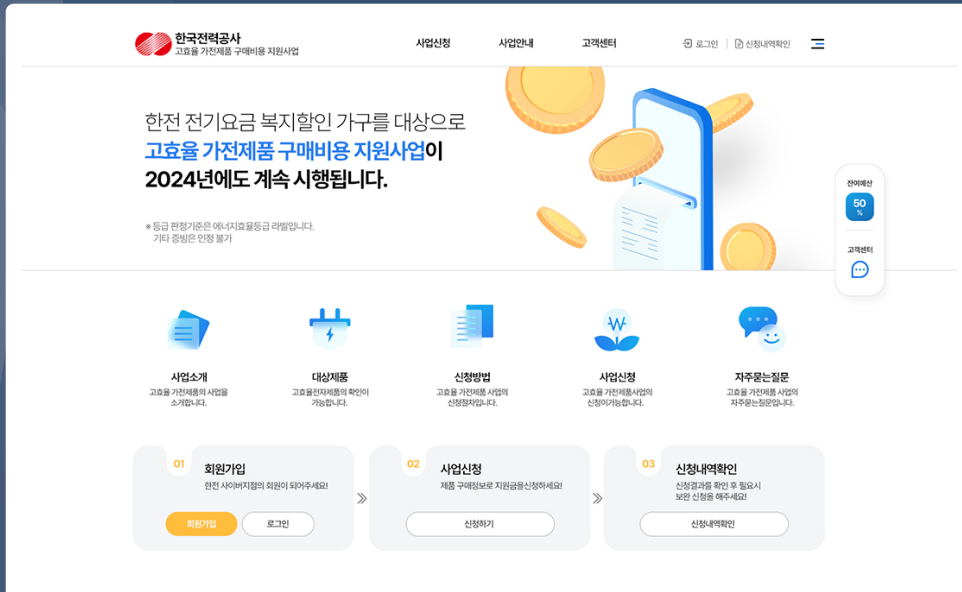 한국전력공사
고효율 가전제품 구매비용 지원사업
사업신청
사업안내
고객센터
로그인
신청내역확인
한전 전기요금 복지할인 가구를 대상으로
고효율 가전제품 구매비용 지원사업이
2024년에도 계속 시행됩니다.
※ 등급 판정기준은 에너지효율등급 라벨입니다.
기타 증빙은 인정 불가
잔여예산
50
%
고객센터
사업소개
고효율 가전제품의 사업을
소개합니다.
대상제품
고효율전자제품의 확인이
가능합니다.
신청방법
고효율 가전제품 사업의
신청절차입니다.
₩
사업신청
고효율 가전제품사업의
신청이가능합니다.
자주묻는질문
고효율 가전제품 사업의
자주묻는질문입니다.
01
회원가입
한전 사이버지점의 회원이 되어주세요!
회원가입
로그인
02
사업신청
제품 구매정보로 지원금을신청하세요!
신청하기
03
신청내역확인
신청결과를 확인 후 필요시
보완 신청을 해주세요!
신청내역확인